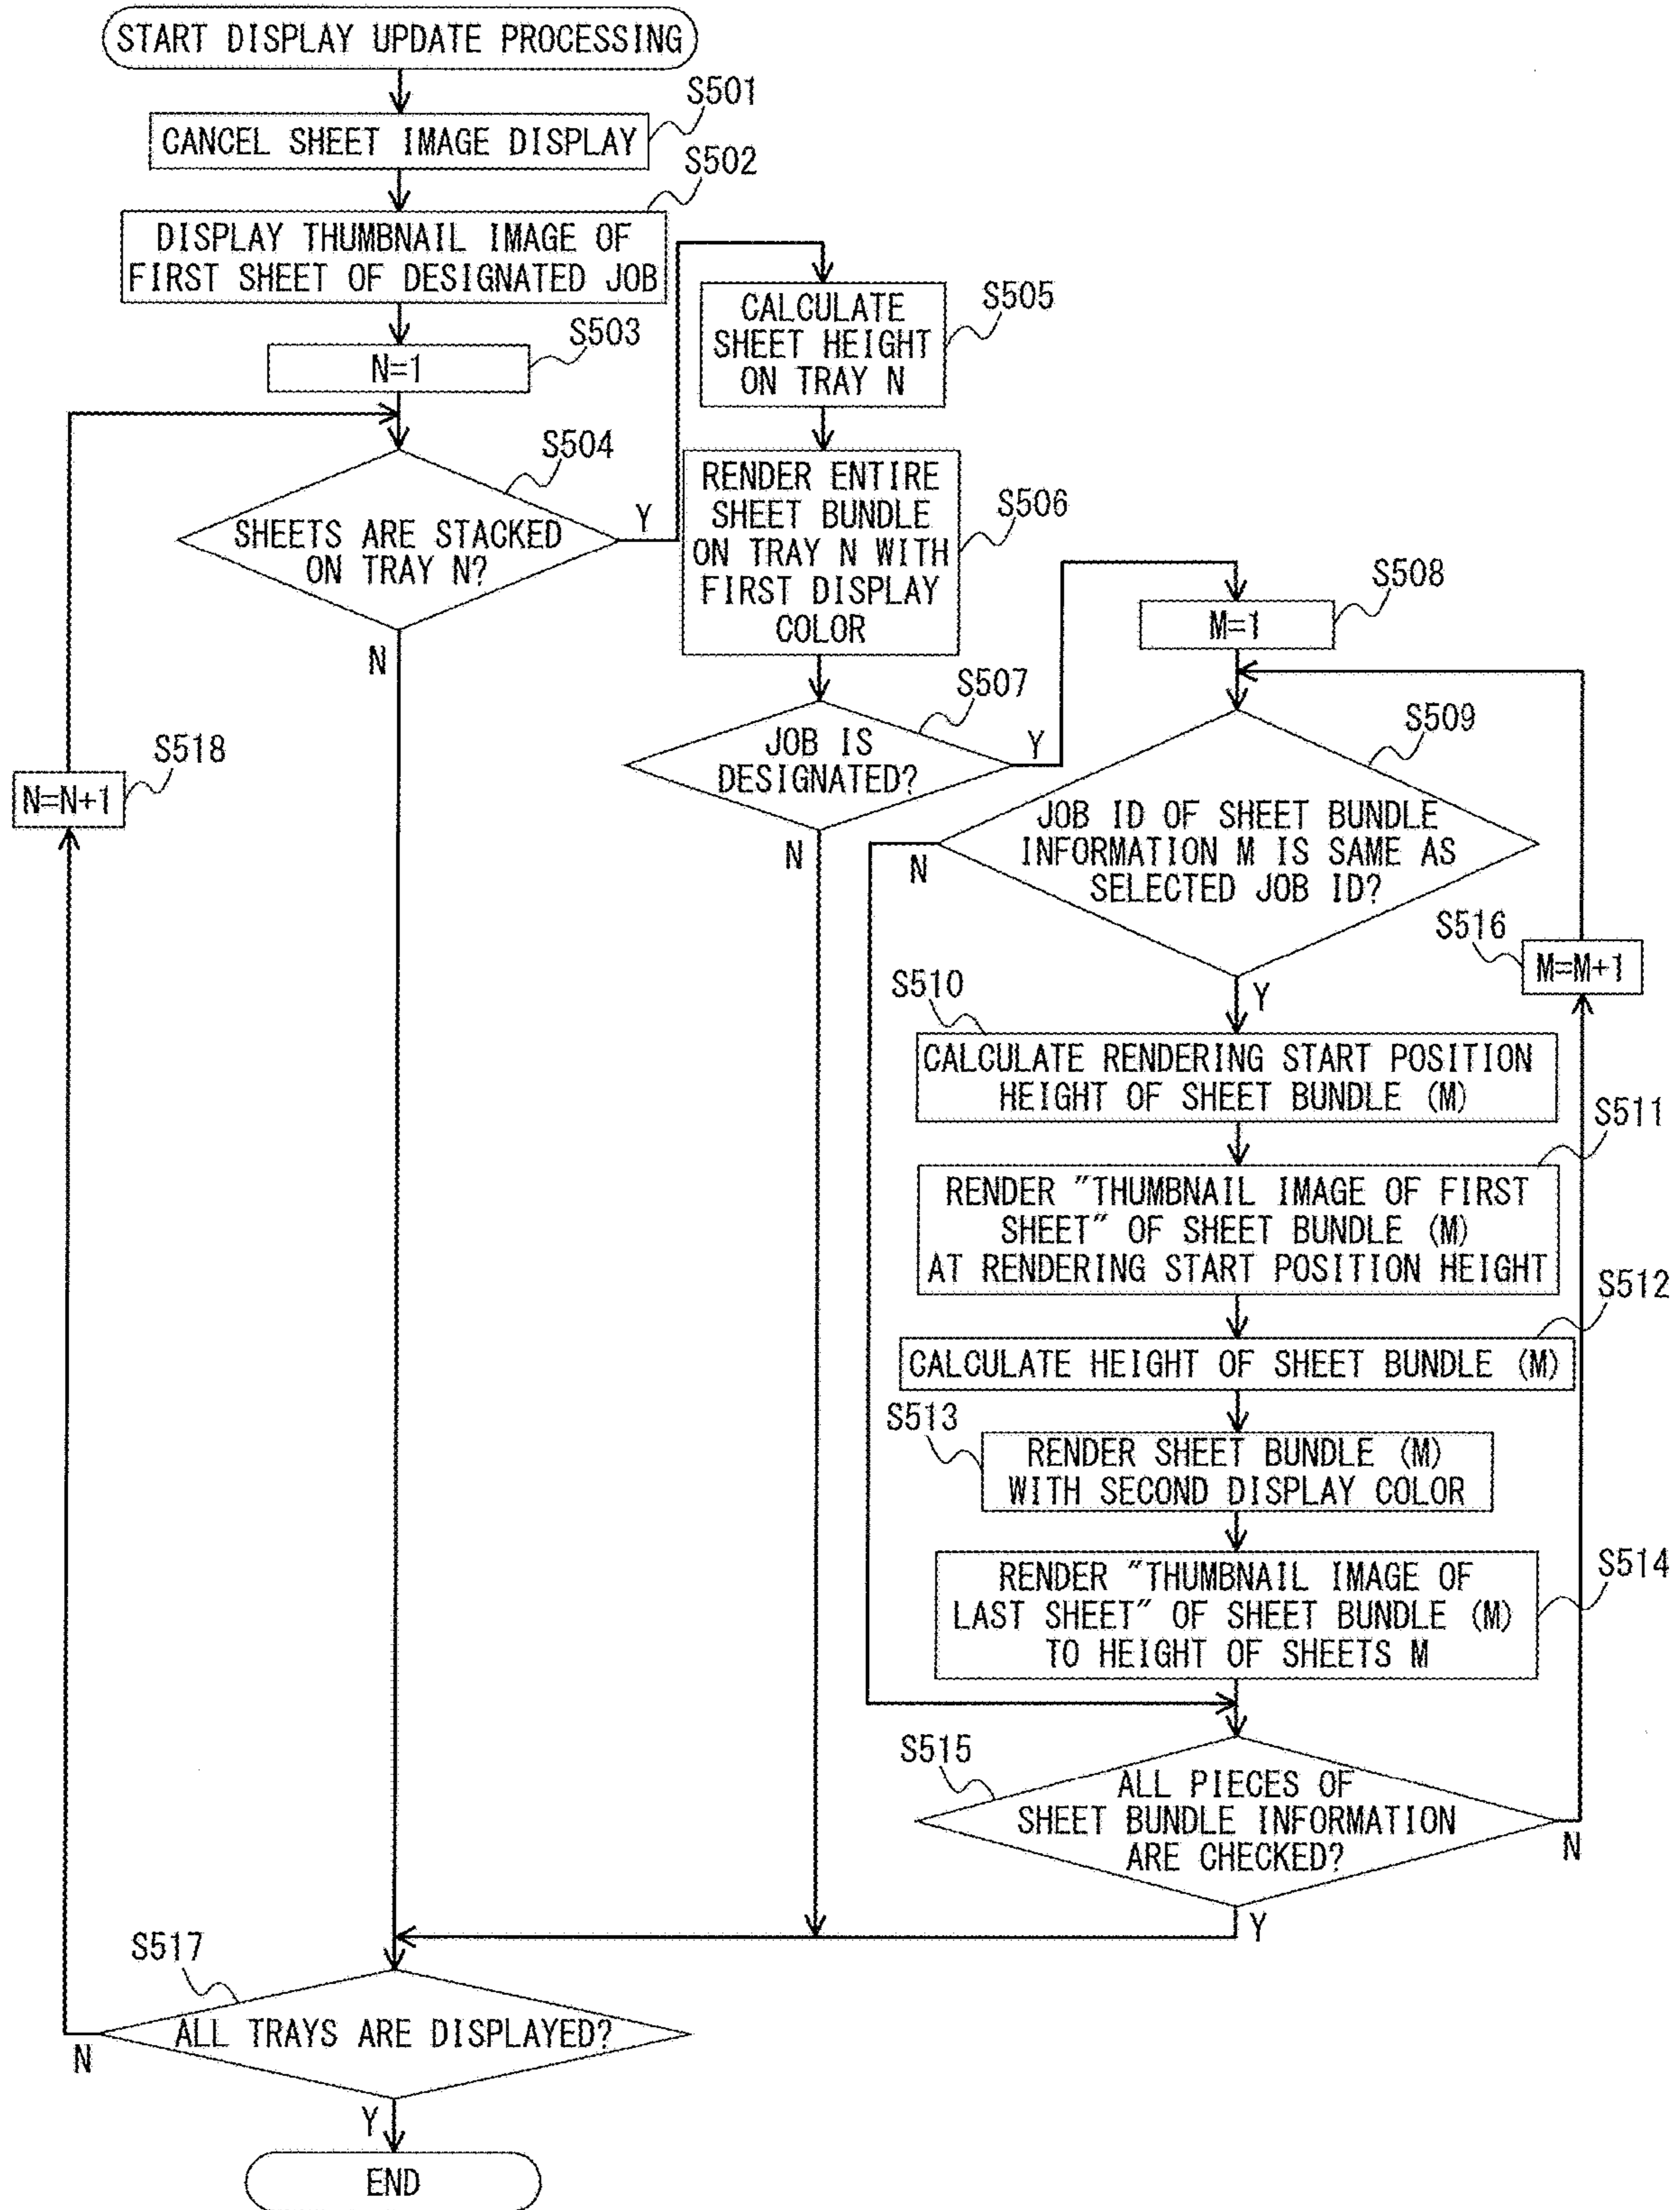 START DISPLAY UPDATE PROCESSING
S501
CANCEL SHEET IMAGE DISPLAY
S502
DISPLAY THUMBNAIL IMAGE OF
FIRST SHEET OF DESIGNATED JOB
S503
N=1
S504
SHEETS ARE STACKED
ON TRAY N?
Y
N
S505
CALCULATE
SHEET HEIGHT
ON TRAY N
S506
RENDER ENTIRE
SHEET BUNDLE
ON TRAY N WITH
FIRST DISPLAY
COLOR
S507
JOB IS
DESIGNATED?
Y
N
S508
M=1
S509
JOB ID OF SHEET BUNDLE
INFORMATION M IS SAME AS
SELECTED JOB ID?
N
Y
S510
CALCULATE RENDERING START POSITION
HEIGHT OF SHEET BUNDLE (M)
S511
RENDER "THUMBNAIL IMAGE OF FIRST
SHEET" OF SHEET BUNDLE (M)
AT RENDERING START POSITION HEIGHT
S512
CALCULATE HEIGHT OF SHEET BUNDLE (M)
S513
RENDER SHEET BUNDLE (M)
WITH SECOND DISPLAY COLOR
S514
RENDER "THUMBNAIL IMAGE OF
LAST SHEET" OF SHEET BUNDLE (M)
TO HEIGHT OF SHEETS M
S515
ALL PIECES OF
SHEET BUNDLE INFORMATION
ARE CHECKED?
N
Y
S516
M=M+1
S517
ALL TRAYS ARE DISPLAYED?
N
Y
S518
N=N+1
END